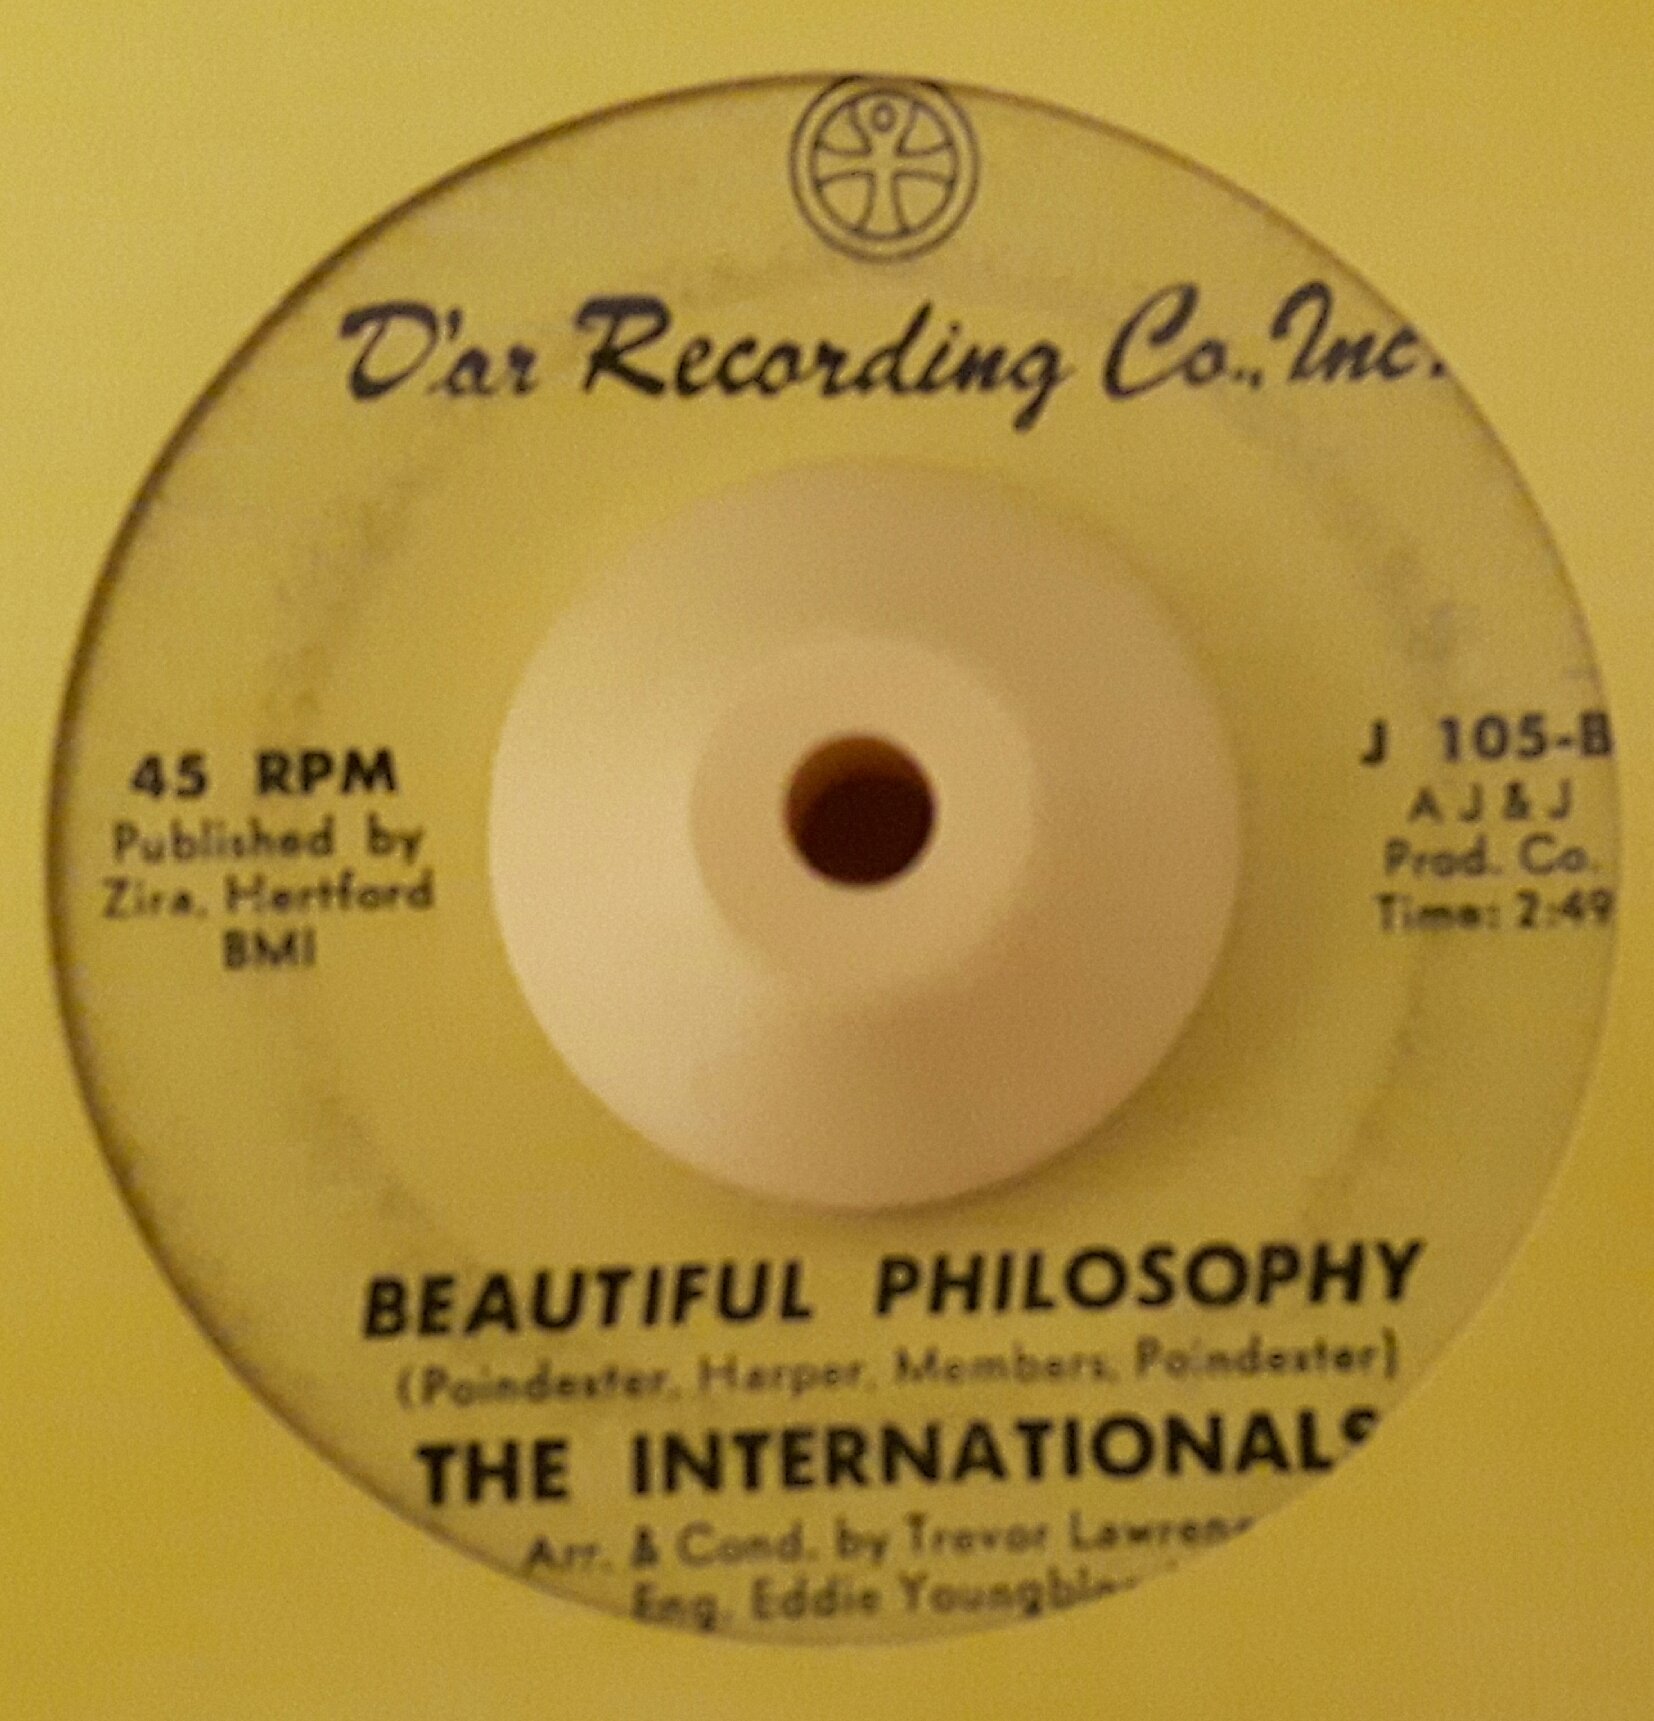 D'ar Recording Co., Inc.
45 RPM
Published by
Zira, Hertford
BMI
J 105-B
A J & J
Prod. Co.
Time: 2:49
BEAUTIFUL PHILOSOPHY
(Poindexter, Harper, Members, Poindexter)
THE INTERNATIONALS
Arr. & Cond. by Trevor
Eng. Eddie